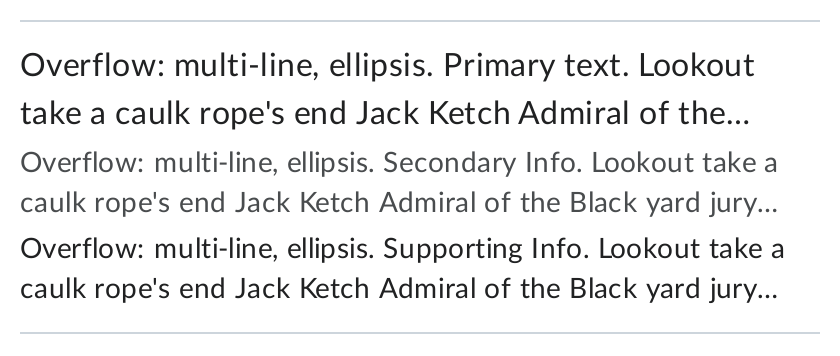 Overflow: multi-line, ellipsis. Primary text. Lookout
take a caulk rope's end Jack Ketch Admiral of the...
Overflow: multi-line, ellipsis. Secondary Info. Lookout take a
caulk rope's end Jack Ketch Admiral of the Black yard jury...
Overflow: multi-line, ellipsis. Supporting Info. Lookout take a
caulk rope's end Jack Ketch Admiral of the Black yard jury...